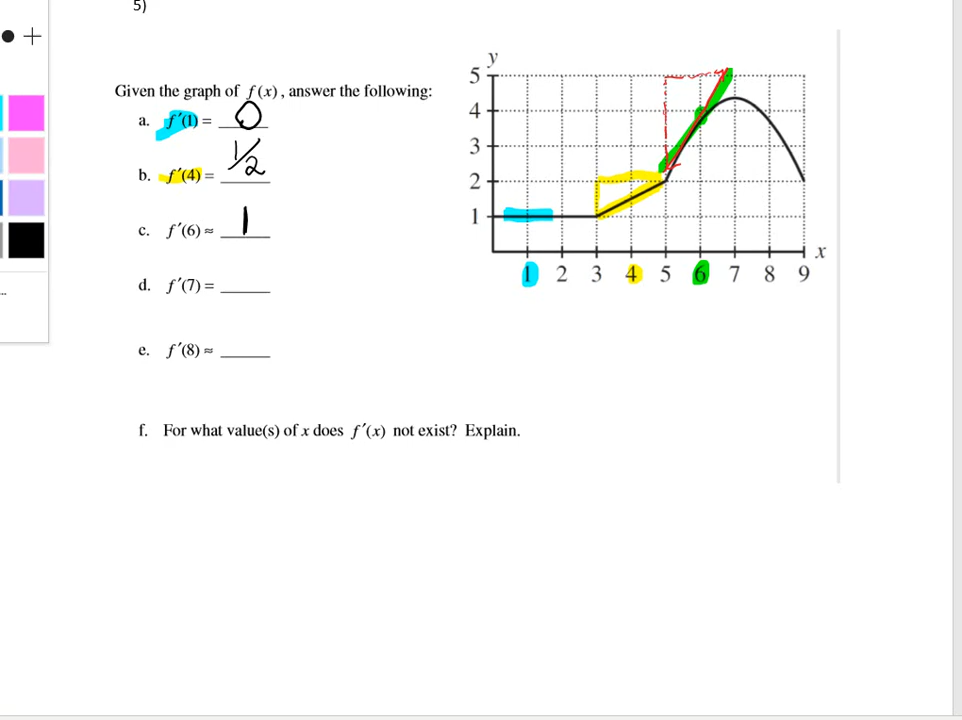 5)
Given the graph of f(x), answer the following:
a. f′(1) = 0
b. f′(4) = 1/2
c. f′(6) ≈ 1
d. f′(7) = ____
e. f′(8) ≈ ____
f. For what value(s) of x does f′(x) not exist? Explain.
y
5
4
3
2
1
x
1 2 3 4 5 6 7 8 9